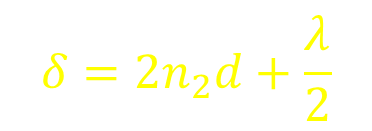 δ = 2n₂d + λ/2